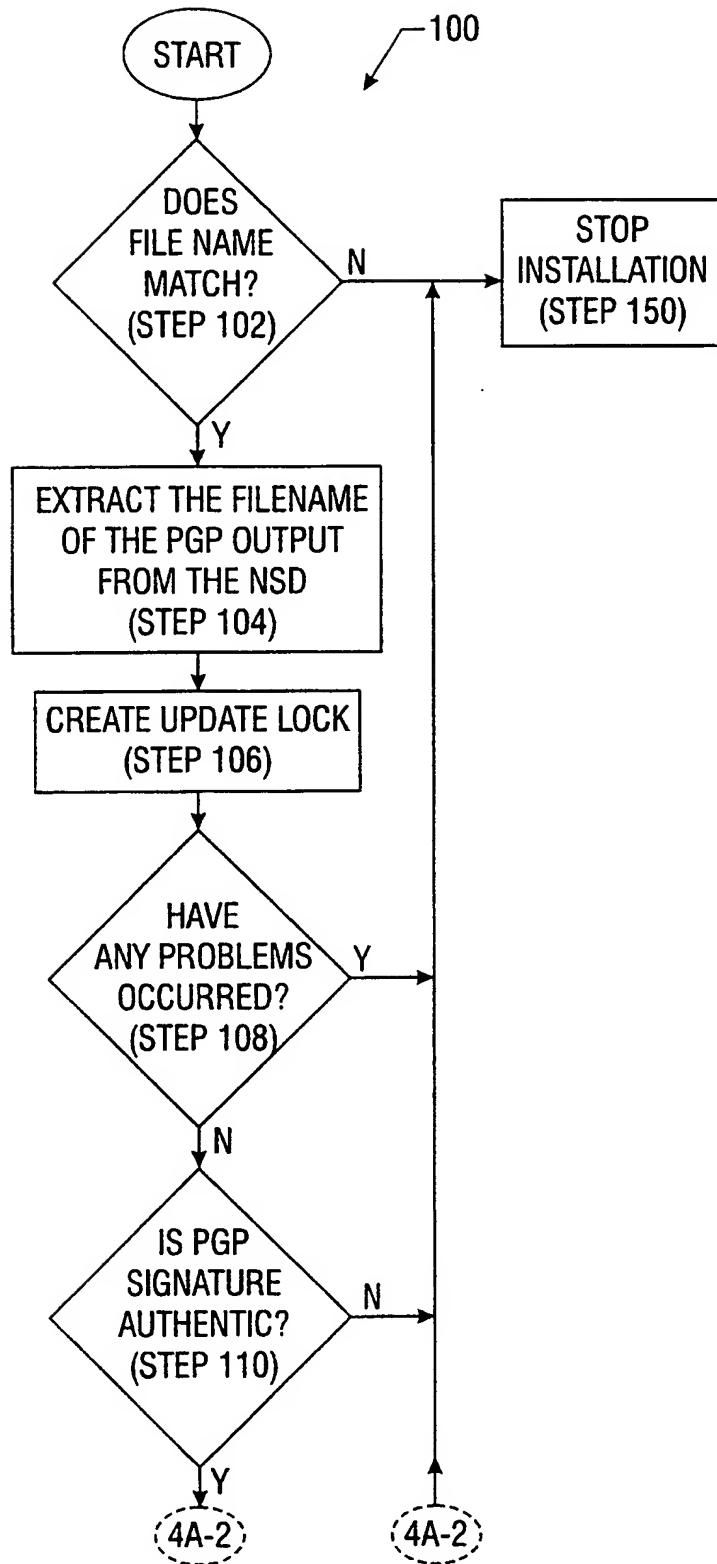 START
100
DOES
FILE NAME
MATCH?
(STEP 102)
N
STOP
INSTALLATION
(STEP 150)
Y
EXTRACT THE FILENAME
OF THE PGP OUTPUT
FROM THE NSD
(STEP 104)
CREATE UPDATE LOCK
(STEP 106)
HAVE
ANY PROBLEMS
OCCURRED?
(STEP 108)
Y
N
IS PGP
SIGNATURE
AUTHENTIC?
(STEP 110)
N
Y
4A-2
4A-2